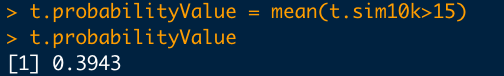 > t.probabilityValue = mean(t.sim10k>15)
> t.probabilityValue
[1] 0.3943